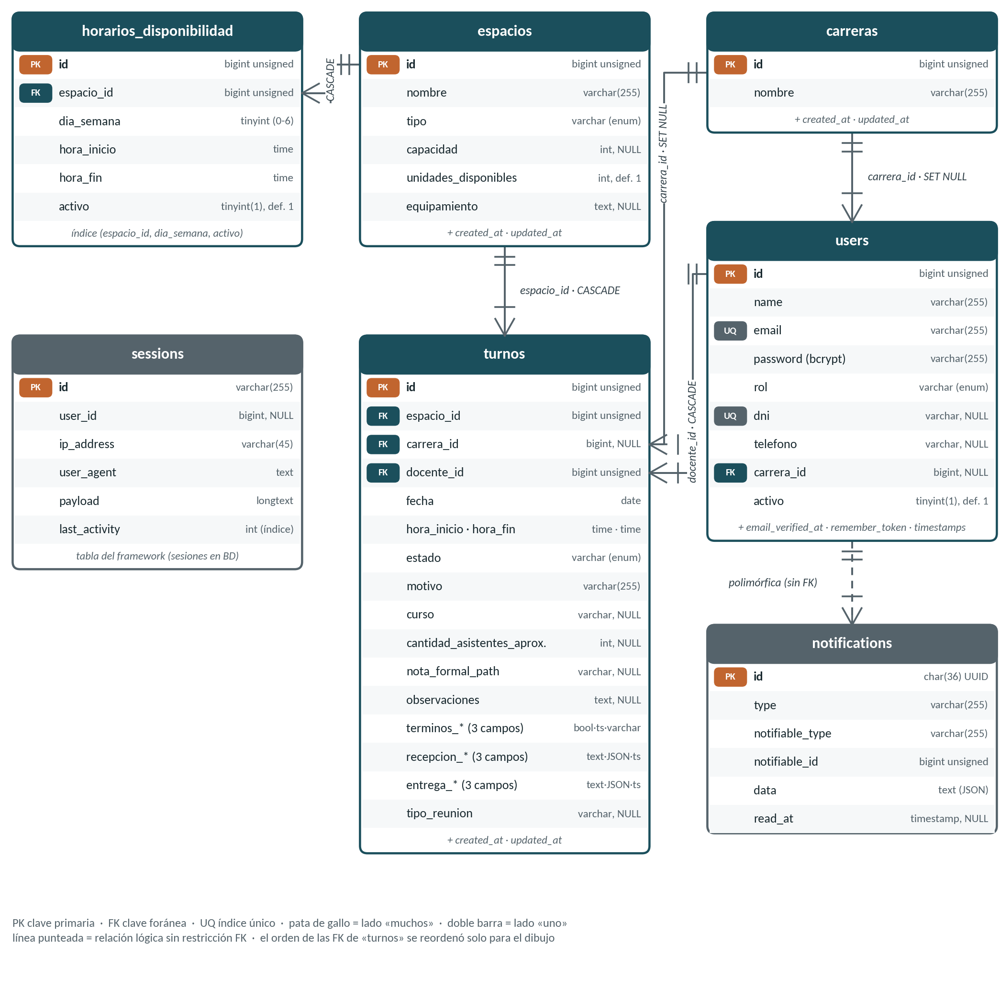 horarios_disponibilidad
PK id bigint unsigned
FK espacio_id bigint unsigned
dia_semana tinyint (0-6)
hora_inicio time
hora_fin time
activo tinyint(1), def. 1
índice (espacio_id, dia_semana, activo)
CASCADE
espacios
PK id bigint unsigned
nombre varchar(255)
tipo varchar (enum)
capacidad int, NULL
unidades_disponibles int, def. 1
equipamiento text, NULL
+ created_at · updated_at
carrera_id · SET NULL
carreras
PK id bigint unsigned
nombre varchar(255)
+ created_at · updated_at
carrera_id · SET NULL
espacio_id · CASCADE
docente_id · CASCADE
users
PK id bigint unsigned
name varchar(255)
UQ email varchar(255)
password (bcrypt) varchar(255)
rol varchar (enum)
UQ dni varchar, NULL
telefono varchar, NULL
FK carrera_id bigint, NULL
activo tinyint(1), def. 1
+ email_verified_at · remember_token · timestamps
sessions
PK id varchar(255)
user_id bigint, NULL
ip_address varchar(45)
user_agent text
payload longtext
last_activity int (índice)
tabla del framework (sesiones en BD)
turnos
PK id bigint unsigned
FK espacio_id bigint unsigned
FK carrera_id bigint, NULL
FK docente_id bigint unsigned
fecha date
hora_inicio · hora_fin time · time
estado varchar (enum)
motivo varchar(255)
curso varchar, NULL
cantidad_asistentes_aprox. int, NULL
nota_formal_path varchar, NULL
observaciones text, NULL
terminos_* (3 campos) bool·ts·varchar
recepcion_* (3 campos) text·JSON·ts
entrega_* (3 campos) text·JSON·ts
tipo_reunion varchar, NULL
+ created_at · updated_at
polimórfica (sin FK)
notifications
PK id char(36) UUID
type varchar(255)
notifiable_type varchar(255)
notifiable_id bigint unsigned
data text (JSON)
read_at timestamp, NULL
PK clave primaria · FK clave foránea · UQ índice único · pata de gallo = lado «muchos» · doble barra = lado «uno»
línea punteada = relación lógica sin restricción FK · el orden de las FK de «turnos» se reordenó solo para el dibujo